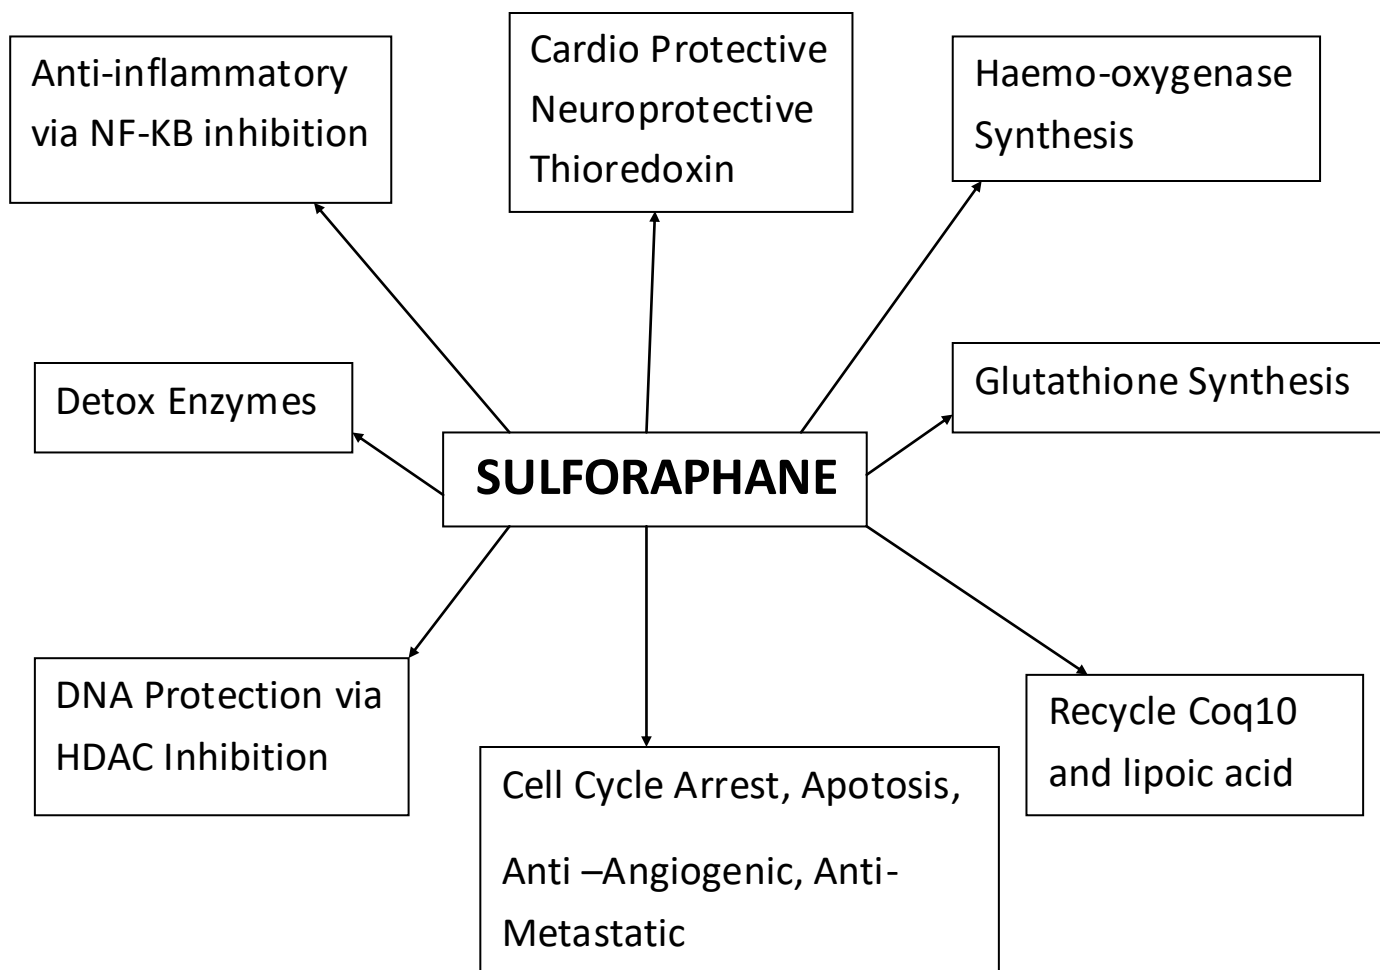 Anti-inflammatory
via NF-KB inhibition
Cardio Protective
Neuroprotective
Thioredoxin
Haemo-oxygenase
Synthesis
Detox Enzymes
Glutathione Synthesis
SULFORAPHANE
DNA Protection via
HDAC Inhibition
Cell Cycle Arrest, Apotosis,
Anti –Angiogenic, Anti-
Metastatic
Recycle Coq10
and lipoic acid